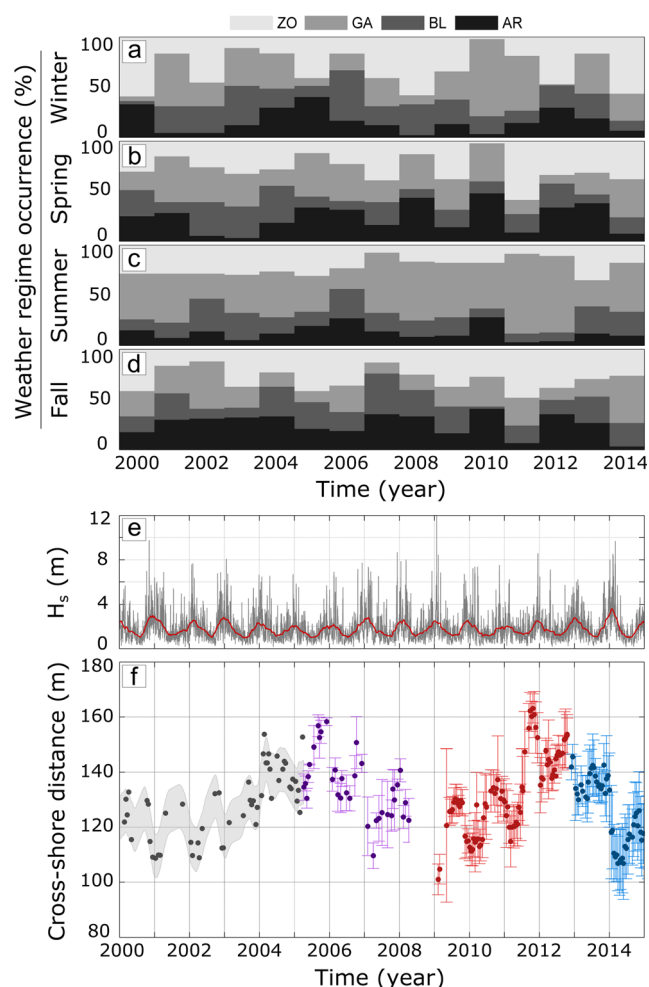 ZO GA BL AR
Weather regime occurrence (%)
a
Winter
100
50
0
b
Spring
100
50
0
c
Summer
100
50
0
d
Fall
100
50
0
2000 2002 2004 2006 2008 2010 2012 2014
Time (year)
e
Hs (m)
12
8
4
0
f
Cross-shore distance (m)
180
160
140
120
100
80
2000 2002 2004 2006 2008 2010 2012 2014
Time (year)